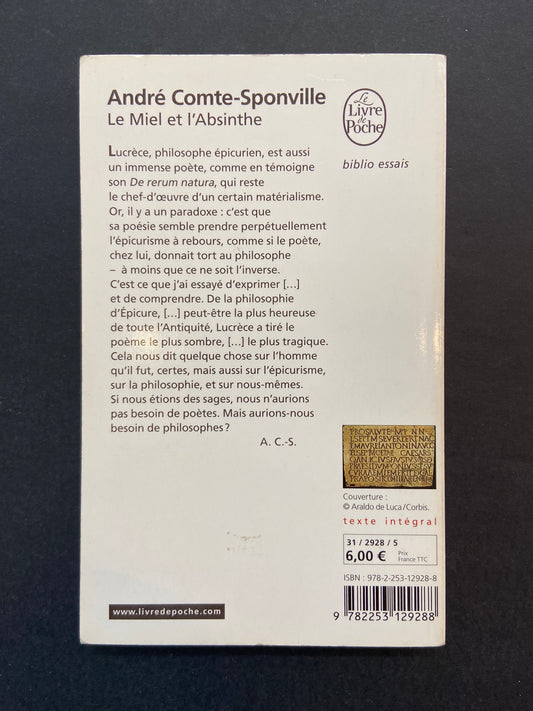 André Comte-Sponville
Le Miel et l'Absinthe
Le
Livre
de
Poche
biblio essais
Lucrèce, philosophe épicurien, est aussi
un immense poète, comme en témoigne
son De rerum natura, qui reste
le chef-d'œuvre d'un certain matérialisme.
Or, il y a un paradoxe : c'est que
sa poésie semble prendre perpétuellement
l'épicurisme à rebours, comme si le poète,
chez lui, donnait tort au philosophe
– à moins que ce ne soit l'inverse.
C'est ce que j'ai essayé d'exprimer […]
et de comprendre. De la philosophie
d'Épicure, […] peut-être la plus heureuse
de toute l'Antiquité, Lucrèce a tiré le
poème le plus sombre, […] le plus tragique.
Cela nous dit quelque chose sur l'homme
qu'il fut, certes, mais aussi sur l'épicurisme,
sur la philosophie, et sur nous-mêmes.
Si nous étions des sages, nous n'aurions
pas besoin de poètes. Mais aurions-nous
besoin de philosophes ?
A. C.-S.
Couverture :
© Araldo de Luca/Corbis.
texte intégral
31 / 2928 / 5
6,00 €
Prix
France TTC
ISBN : 978-2-253-12928-8
9 782253 129288
www.livredepoche.com